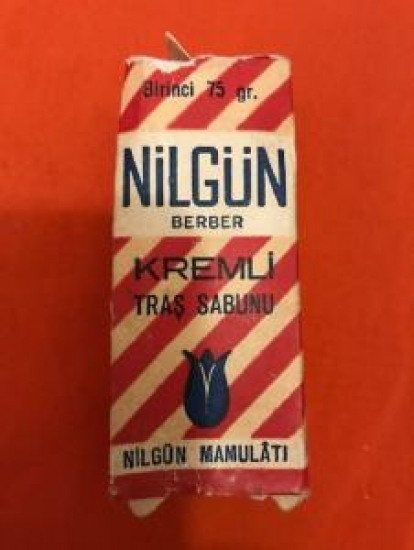 Birinci 75 gr.
NİLGÜN
BERBER
KREMLİ
TRAŞ SABUNU
NİLGÜN MAMULÂTI